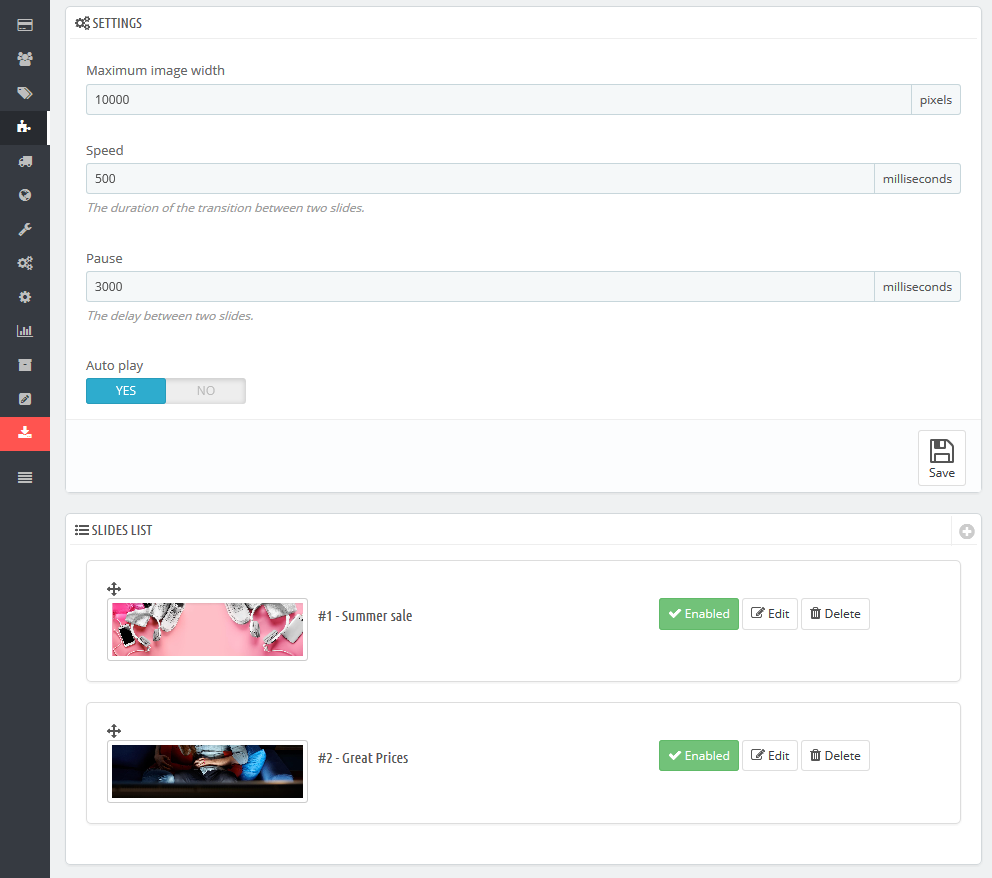 SETTINGS
Maximum image width
10000 pixels
Speed
500 milliseconds
The duration of the transition between two slides.
Pause
3000 milliseconds
The delay between two slides.
Auto play
YES NO
Save
SLIDES LIST
#1 - Summer sale Enabled Edit Delete
#2 - Great Prices Enabled Edit Delete